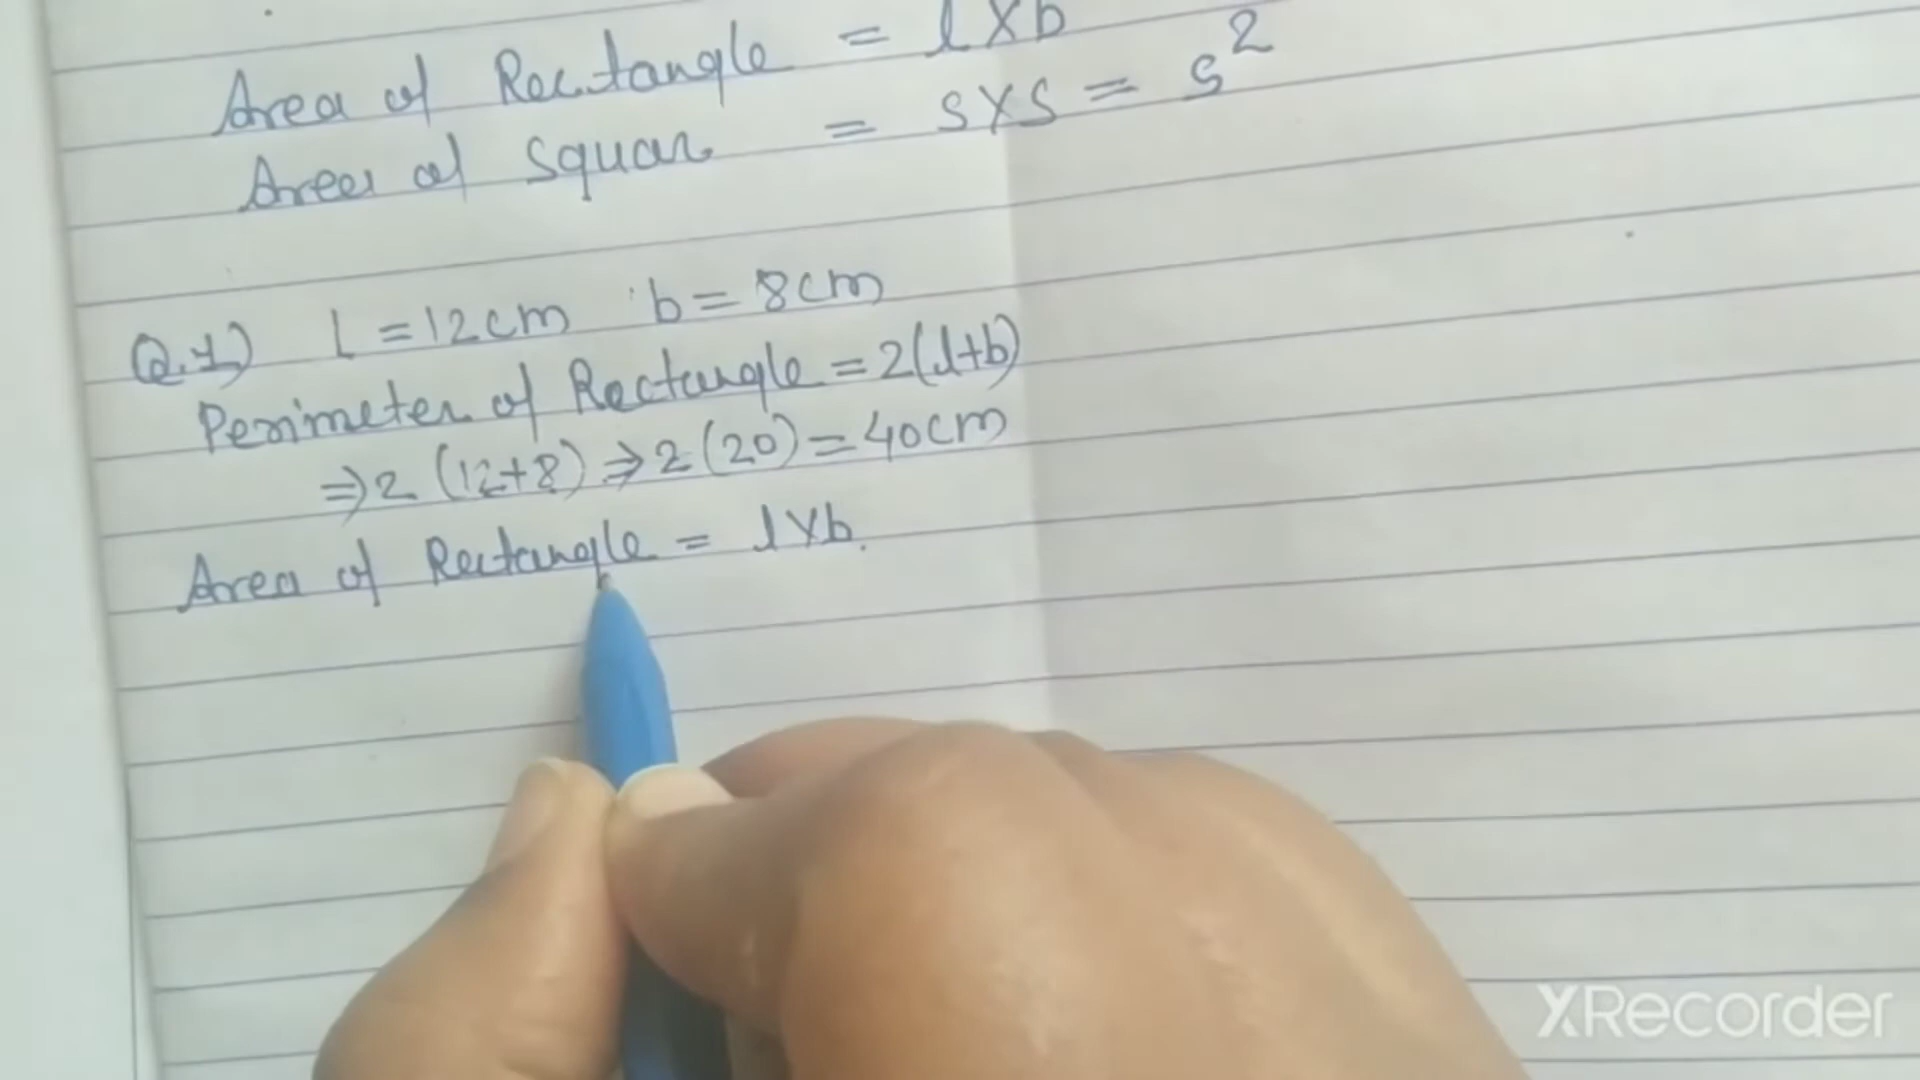 Area of Rectangle = l×b
Area of Squar = s×s = s²
Q.1) l = 12cm b = 8cm
Perimeter of Rectangle = 2(l+b)
⇒ 2 (12+8) ⇒ 2 (20) = 40cm
Area of Rectangle = l×b.
XRecorder